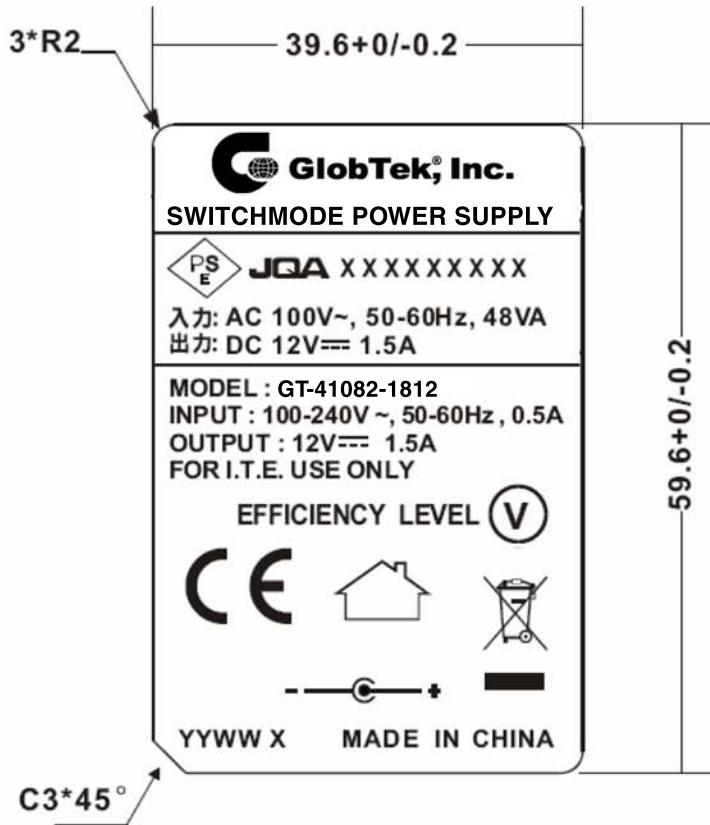 39.6+0/-0.2
3*R2
GlobTek®, Inc.
SWITCHMODE POWER SUPPLY
PS E JQA XXXXXXXXX
入力: AC 100V~, 50-60Hz, 48VA
出力: DC 12V⎓ 1.5A
MODEL : GT-41082-1812
INPUT : 100-240V ~, 50-60Hz , 0.5A
OUTPUT : 12V⎓ 1.5A
FOR I.T.E. USE ONLY
EFFICIENCY LEVEL V
CE
- +
YYWW X MADE IN CHINA
59.6+0/-0.2
C3*45°